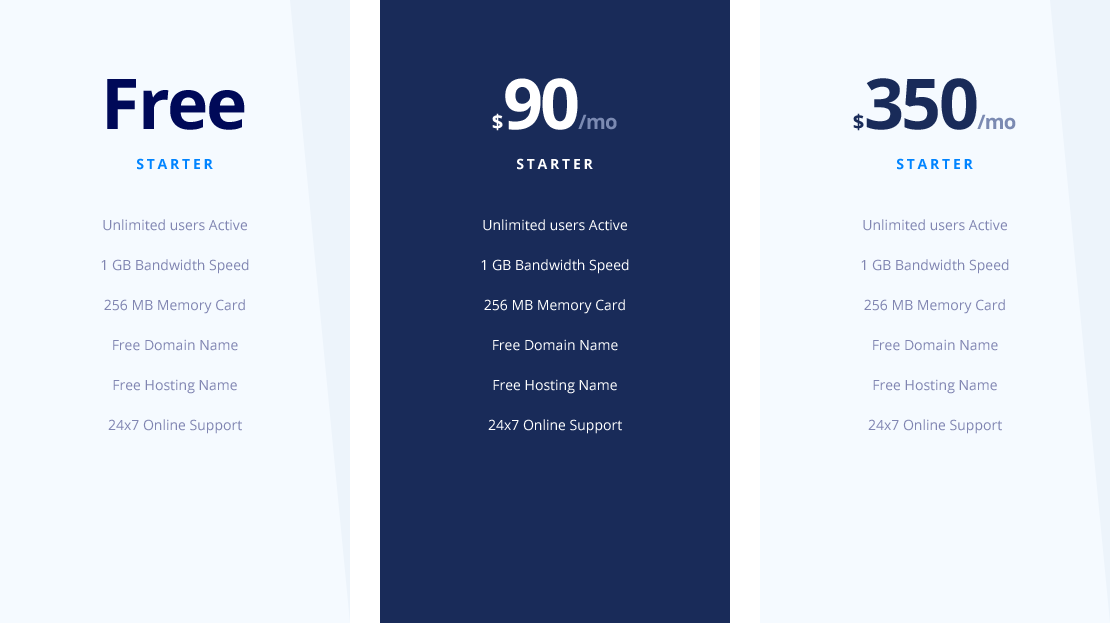 Free
STARTER
Unlimited users Active
1 GB Bandwidth Speed
256 MB Memory Card
Free Domain Name
Free Hosting Name
24x7 Online Support
$90/mo
STARTER
Unlimited users Active
1 GB Bandwidth Speed
256 MB Memory Card
Free Domain Name
Free Hosting Name
24x7 Online Support
$350/mo
STARTER
Unlimited users Active
1 GB Bandwidth Speed
256 MB Memory Card
Free Domain Name
Free Hosting Name
24x7 Online Support